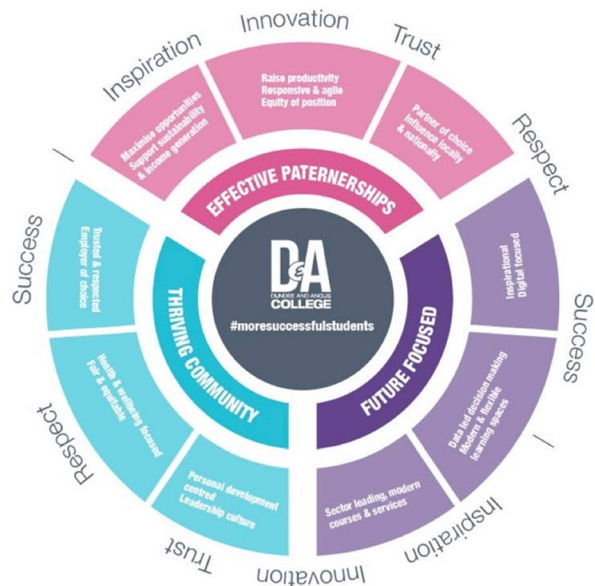 Inspiration
Innovation
Trust
Respect
Success
/
Inspiration
Innovation
Trust
Respect
Success
/
Maximise opportunities
Support sustainability
& income generation
Raise productivity
Responsive & agile
Equity of position
Partner of choice
Influence locally
& nationally
EFFECTIVE PATERNERSHIPS
Inspirational
Digital focused
Data led decision making
Modern & flexible
learning spaces
Sector leading, modern
courses & services
FUTURE FOCUSED
Personal development
centred
Leadership culture
Health & wellbeing focused
Fair & equitable
Trusted & respected
Employer of choice
THRIVING COMMUNITY
D&A
DUNDEE AND ANGUS
COLLEGE
#moresuccessfulstudents